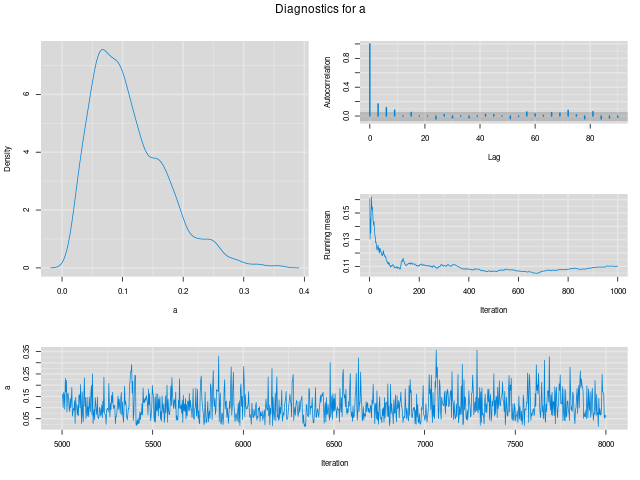 Diagnostics for a
Density
0
2
4
6
0.0 0.1 0.2 0.3 0.4
a
Autocorrelation
0.0 0.4 0.8
0 20 40 60 80
Lag
Running mean
0.11 0.13 0.15
0 200 400 600 800 1000
Iteration
a
0.05 0.15 0.25 0.35
5000 5500 6000 6500 7000 7500 8000
Iteration